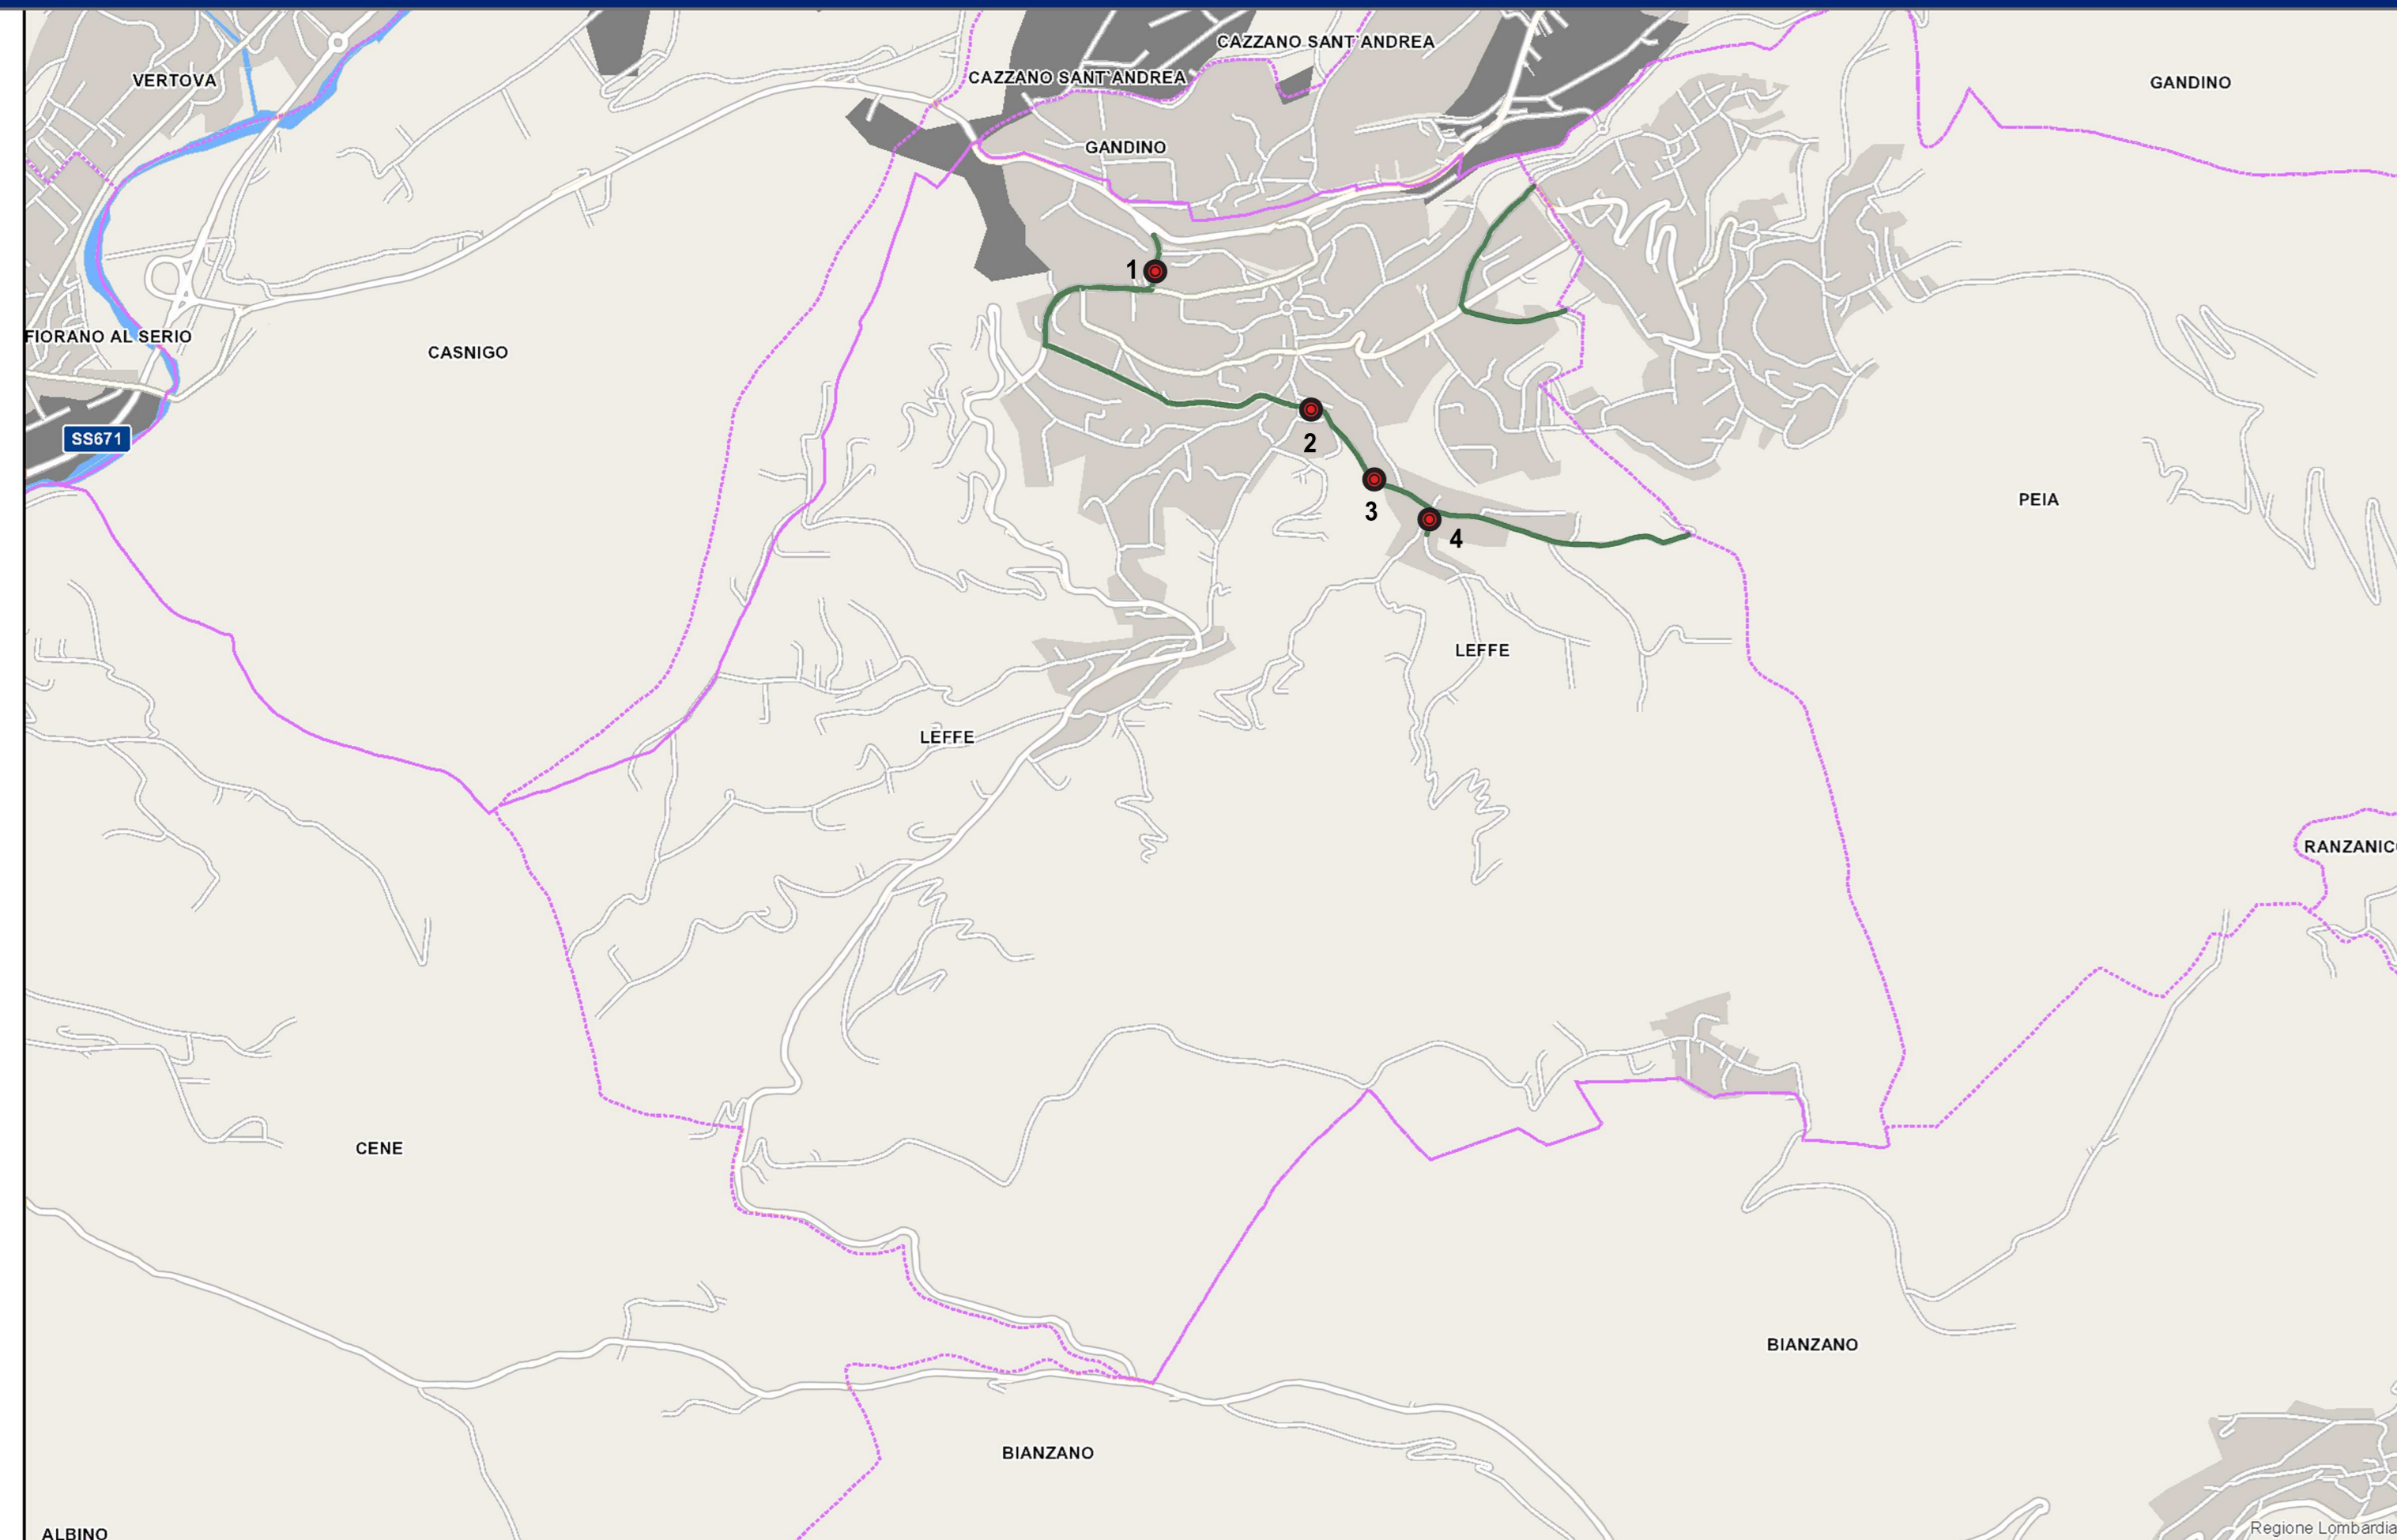 CAZZANO SANT'ANDREA
CAZZANO SANT'ANDREA
VERTOVA
GANDINO
GANDINO
1
FIORANO AL SERIO
CASNIGO
SS671
2
3
4
PEIA
LEFFE
LEFFE
RANZANIC
CENE
BIANZANO
BIANZANO
ALBINO
Regione Lombardia